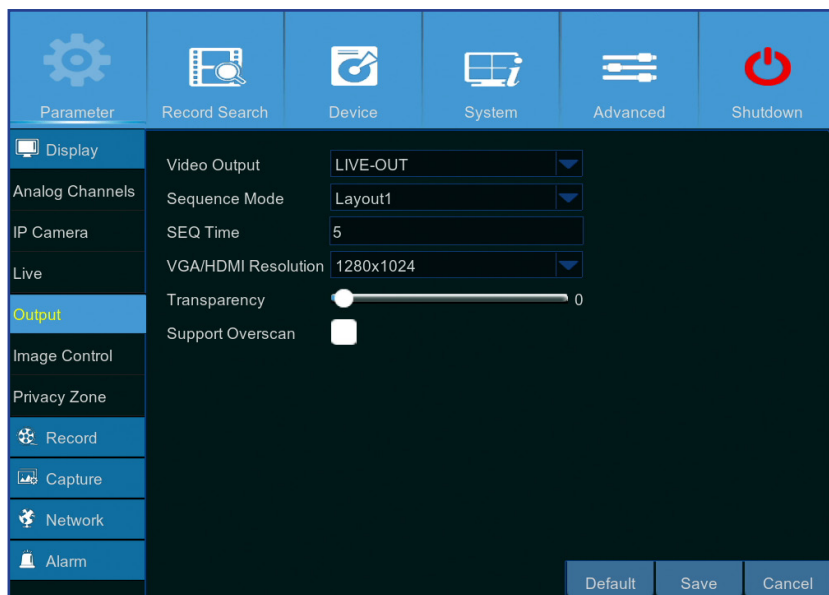 Parameter
Record Search
Device
System
Advanced
Shutdown
Display
Analog Channels
IP Camera
Live
Output
Image Control
Privacy Zone
Record
Capture
Network
Alarm
Video Output LIVE-OUT
Sequence Mode Layout1
SEQ Time 5
VGA/HDMI Resolution 1280x1024
Transparency 0
Support Overscan
Default Save Cancel